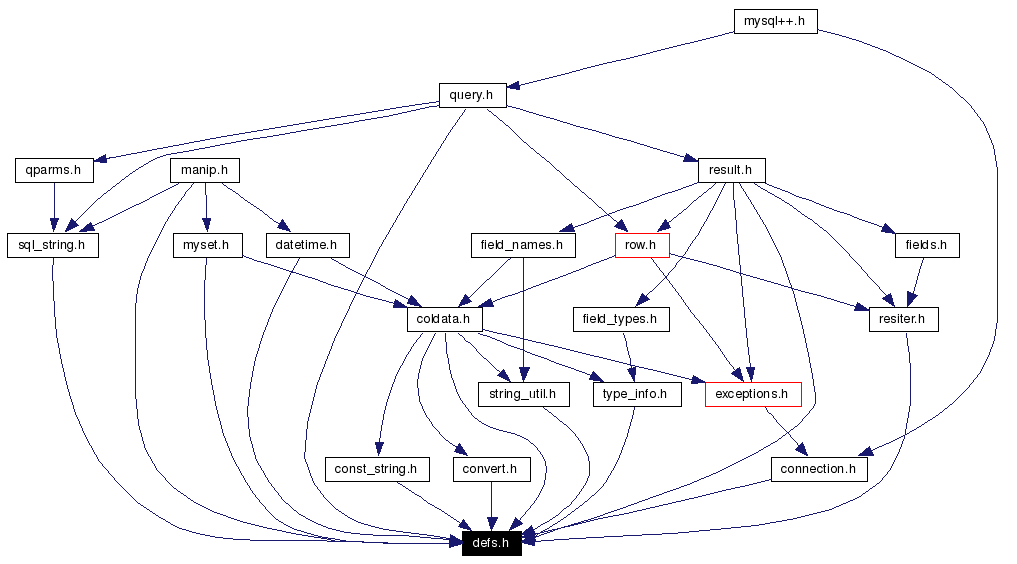 mysql++.h
query.h
qparms.h
manip.h
result.h
sql_string.h
myset.h
datetime.h
field_names.h
row.h
fields.h
coldata.h
field_types.h
resiter.h
string_util.h
type_info.h
exceptions.h
const_string.h
convert.h
connection.h
defs.h